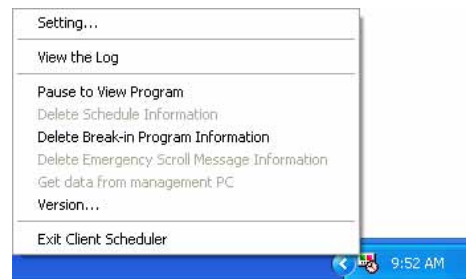 Setting...
View the Log
Pause to View Program
Delete Schedule Information
Delete Break-in Program Information
Delete Emergency Scroll Message Information
Get data from management PC
Version...
Exit Client Scheduler
9:52 AM